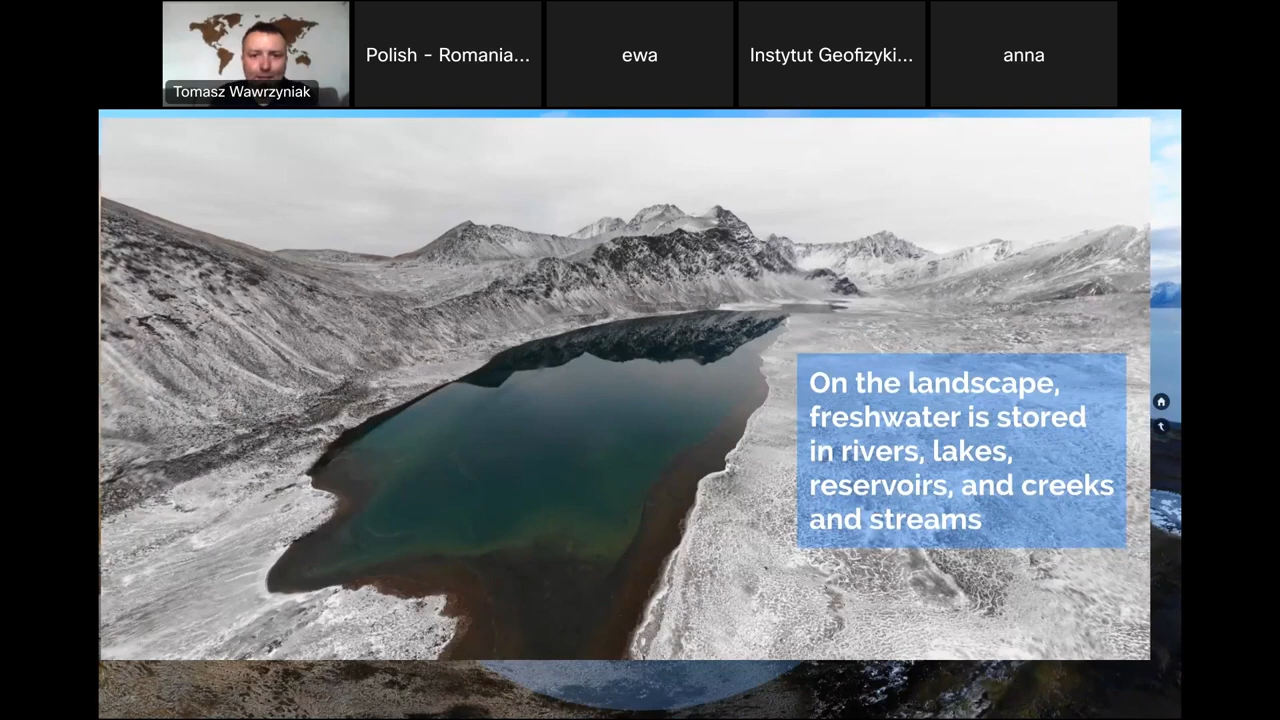 Polish - Romania...
ewa
Instytut Geofizyki...
anna
Tomasz Wawrzyniak
On the landscape,
freshwater is stored
in rivers, lakes,
reservoirs, and creeks
and streams